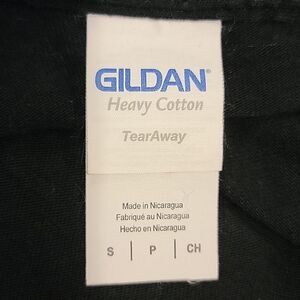 GILDAN®
Heavy Cotton
TearAway
Made in Nicaragua
Fabriqué au Nicaragua
Hecho en Nicaragua
S | P | CH